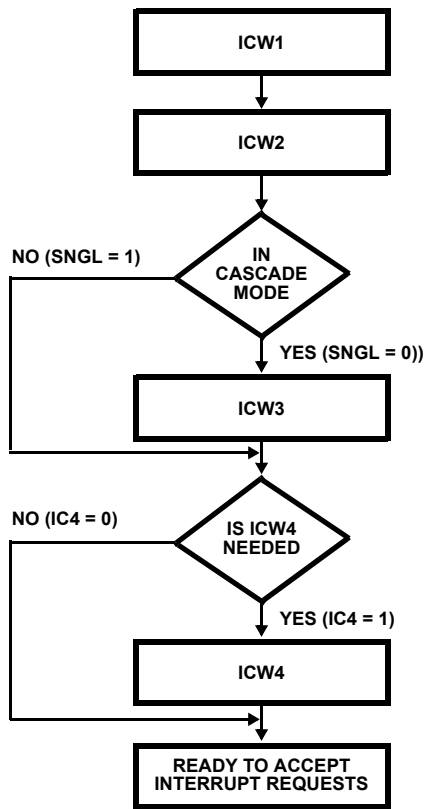 ICW1
ICW2
IN
CASCADE
MODE
NO (SNGL = 1)
YES (SNGL = 0))
ICW3
IS ICW4
NEEDED
NO (IC4 = 0)
YES (IC4 = 1)
ICW4
READY TO ACCEPT
INTERRUPT REQUESTS